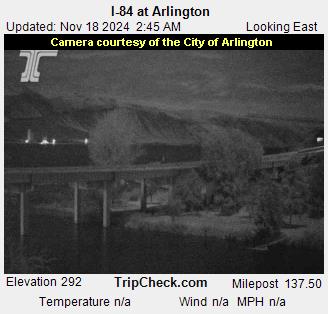 I-84 at Arlington
Updated: Nov 18 2024 2:45 AM Looking East
Camera courtesy of the City of Arlington
Elevation 292 TripCheck.com Milepost 137.50
Temperature n/a Wind n/a MPH n/a